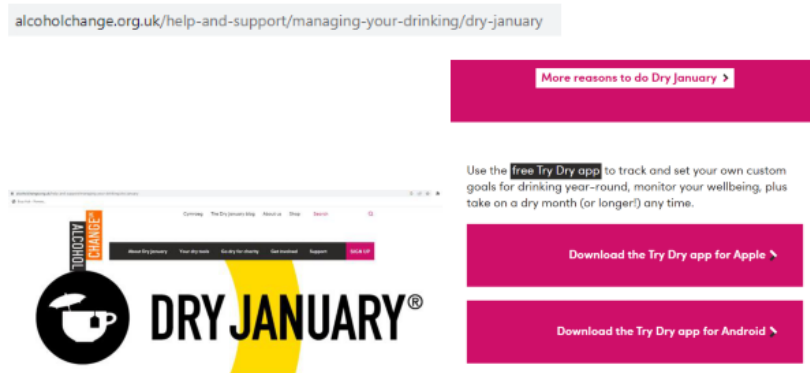 alcoholchange.org.uk/help-and-support/managing-your-drinking/dry-january
More reasons to do Dry January
Use the free Try Dry app to track and set your own custom
goals for drinking year-round, monitor your wellbeing, plus
take on a dry month (or longer!) any time.
Download the Try Dry app for Apple
Download the Try Dry app for Android
Cymraeg The Dry January blog About us Shop Search
ALCOHOL
CHANGE UK
About Dry January Your dry month Go dry for charity Get involved Support SIGN UP
DRY JANUARY®